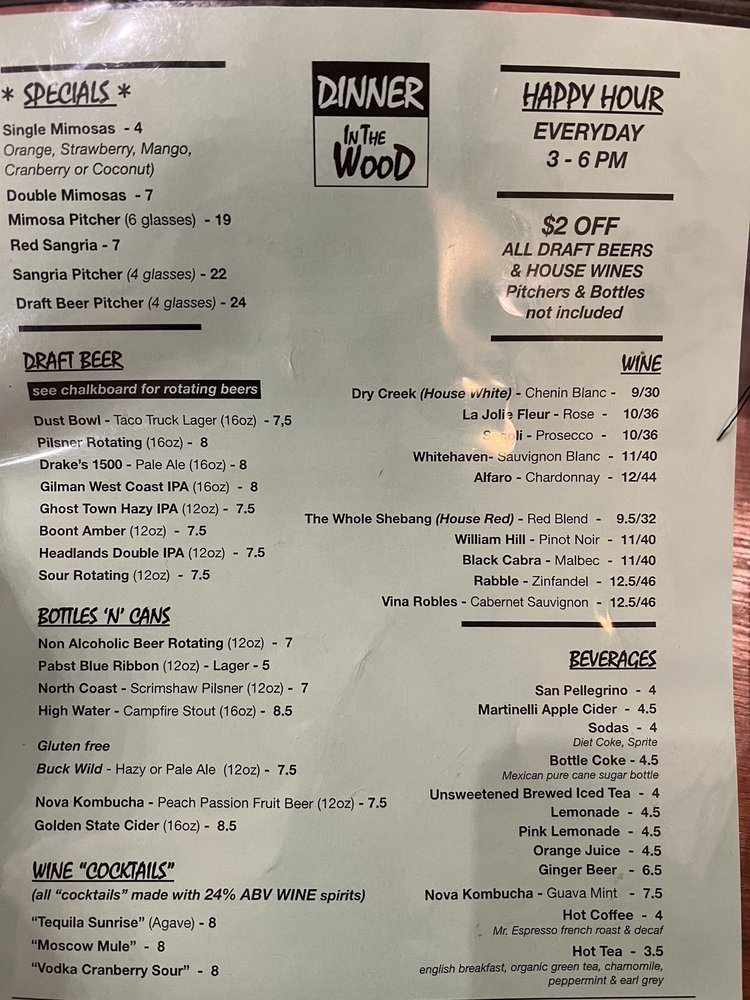 * SPECIALS *
Single Mimosas - 4
Orange, Strawberry, Mango,
Cranberry or Coconut)
Double Mimosas - 7
Mimosa Pitcher (6 glasses) - 19
Red Sangria - 7
Sangria Pitcher (4 glasses) - 22
Draft Beer Pitcher (4 glasses) - 24
DINNER
IN THE
WOOD
HAPPY HOUR
EVERYDAY
3 - 6 PM
$2 OFF
ALL DRAFT BEERS
& HOUSE WINES
Pitchers & Bottles
not included
DRAFT BEER
see chalkboard for rotating beers
Dust Bowl - Taco Truck Lager (16oz) - 7,5
Pilsner Rotating (16oz) - 8
Drake's 1500 - Pale Ale (16oz) - 8
Gilman West Coast IPA (16oz) - 8
Ghost Town Hazy IPA (12oz) - 7.5
Boont Amber (12oz) - 7.5
Headlands Double IPA (12oz) - 7.5
Sour Rotating (12oz) - 7.5
BOTTLES 'N' CANS
Non Alcoholic Beer Rotating (12oz) - 7
Pabst Blue Ribbon (12oz) - Lager - 5
North Coast - Scrimshaw Pilsner (12oz) - 7
High Water - Campfire Stout (16oz) - 8.5
Gluten free
Buck Wild - Hazy or Pale Ale (12oz) - 7.5
Nova Kombucha - Peach Passion Fruit Beer (12oz) - 7.5
Golden State Cider (16oz) - 8.5
WINE "COCKTAILS"
(all "cocktails" made with 24% ABV WINE spirits)
"Tequila Sunrise" (Agave) - 8
"Moscow Mule" - 8
"Vodka Cranberry Sour" - 8
WINE
Dry Creek (House White) - Chenin Blanc - 9/30
La Jolie Fleur - Rose - 10/36
- Prosecco - 10/36
Whitehaven- Sauvignon Blanc - 11/40
Alfaro - Chardonnay - 12/44
The Whole Shebang (House Red) - Red Blend - 9.5/32
William Hill - Pinot Noir - 11/40
Black Cabra - Malbec - 11/40
Rabble - Zinfandel - 12.5/46
Vina Robles - Cabernet Sauvignon - 12.5/46
BEVERAGES
San Pellegrino - 4
Martinelli Apple Cider - 4.5
Sodas - 4
Diet Coke, Sprite
Bottle Coke - 4.5
Mexican pure cane sugar bottle
Unsweetened Brewed Iced Tea - 4
Lemonade - 4.5
Pink Lemonade - 4.5
Orange Juice - 4.5
Ginger Beer - 6.5
Nova Kombucha - Guava Mint - 7.5
Hot Coffee - 4
Mr. Espresso french roast & decaf
Hot Tea - 3.5
english breakfast, organic green tea, chamomile,
peppermint & earl grey